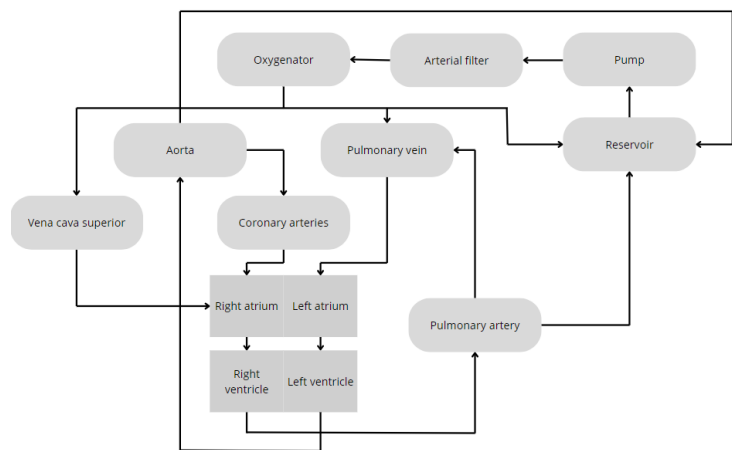 Oxygenator
Arterial filter
Pump
Aorta
Pulmonary vein
Reservoir
Vena cava superior
Coronary arteries
Right atrium
Left atrium
Pulmonary artery
Right
ventricle
Left ventricle